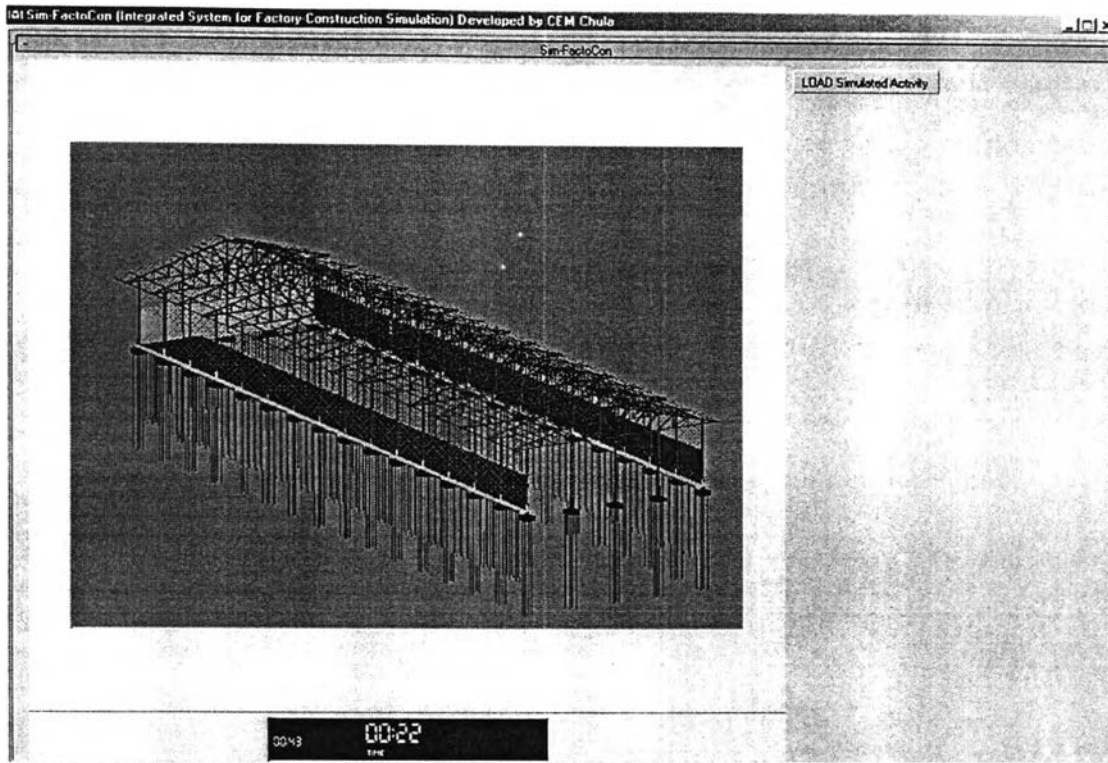 Sim-FactoCon (Integrated System for Factory Construction Simulation) Developed by CEM Chula
Sim-FactoCon
LOAD Simulated Activity
00:43
00:22
TIME